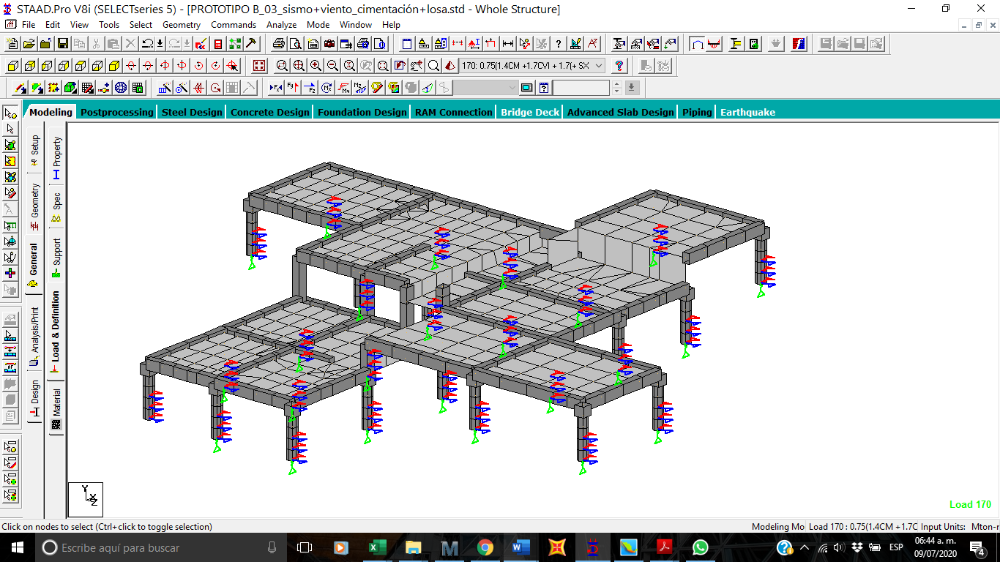 STAAD.Pro V8i (SELECTseries 5) - [PROTOTIPO B_03_sismo+viento_cimentación+losa.std - Whole Structure]
File Edit View Tools Select Geometry Commands Analyze Mode Window Help
170: 0.75(1.4CM +1.7CVI + 1.7(+ SX
Modeling Postprocessing Steel Design Concrete Design Foundation Design RAM Connection Bridge Deck Advanced Slab Design Piping Earthquake
Setup
Geometry
General
Analysis/Print
Design
Property
Spec
Support
Load & Definition
Material
Y
X
Z
Load 170
Click on nodes to select (Ctrl+click to toggle selection)
Modeling Mo Load 170 : 0.75(1.4CM +1.7C Input Units: Mton-r
Escribe aquí para buscar
ESP
06:44 a. m.
09/07/2020
4